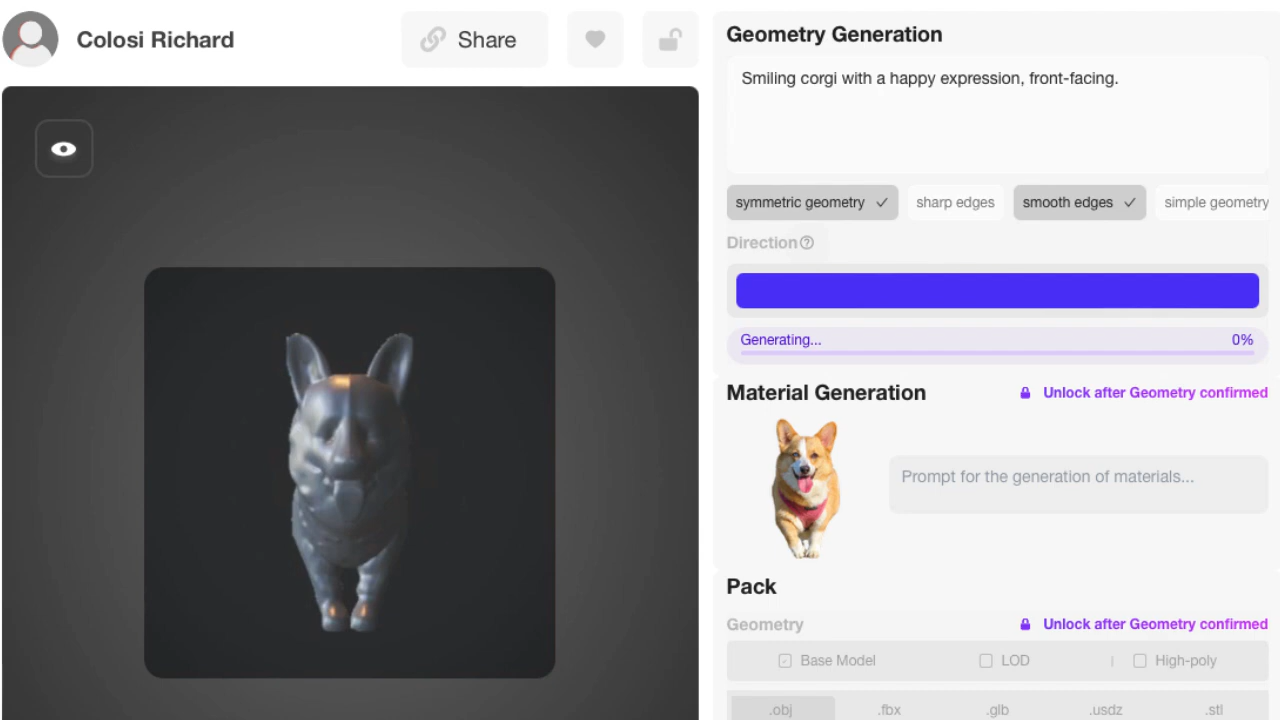 Colosi Richard
Share
Geometry Generation
Smiling corgi with a happy expression, front-facing.
symmetric geometry sharp edges smooth edges simple geometry
Direction
Generating... 0%
Material Generation Unlock after Geometry confirmed
Prompt for the generation of materials...
Pack
Geometry Unlock after Geometry confirmed
Base Model LOD High-poly
.obj .fbx .glb .usdz .stl